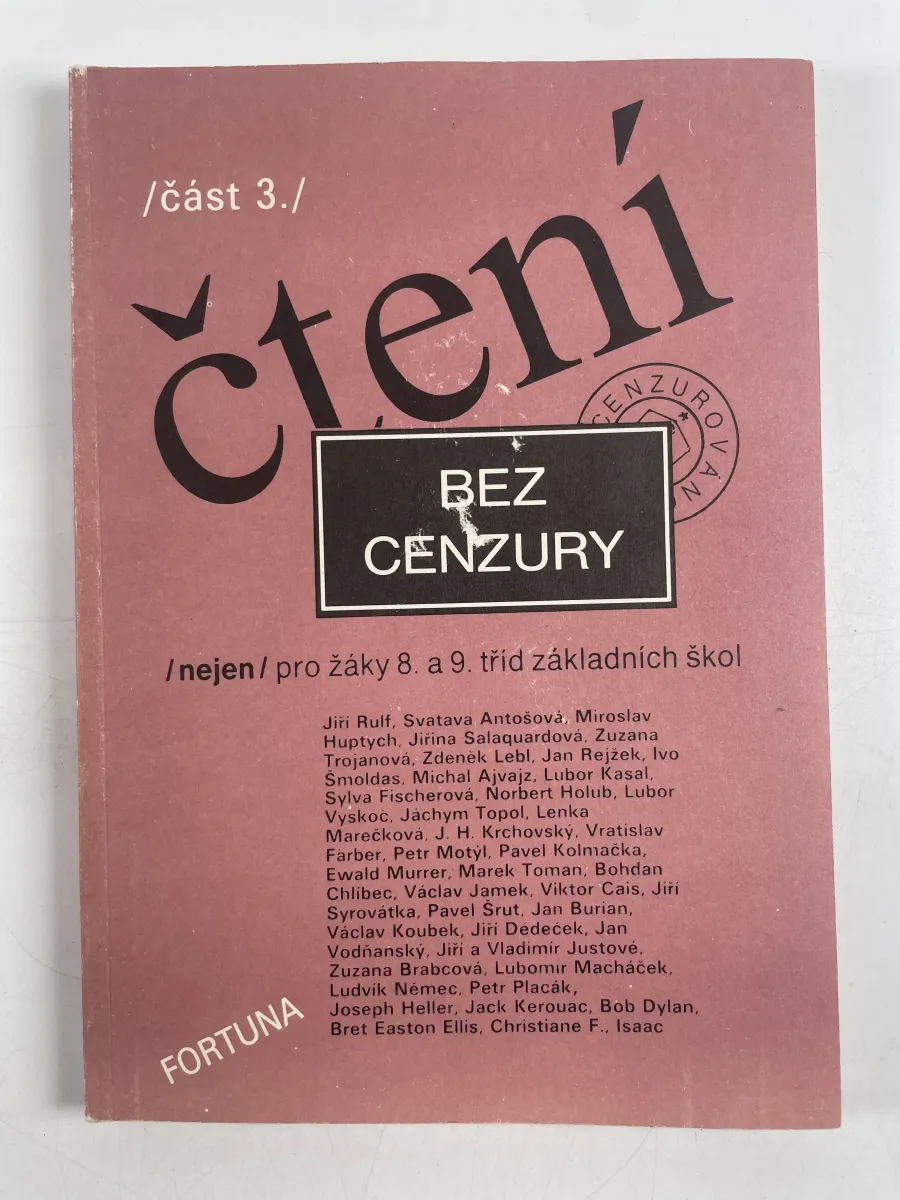 /část 3./
čtení
CENZUROVAN
BEZ
CENZURY
/nejen/ pro žáky 8. a 9. tříd základních škol
Jiří Rulf, Svatava Antošová, Miroslav
Huptych, Jiřina Salaquardová, Zuzana
Trojanová, Zdeněk Lebl, Jan Rejžek, Ivo
Šmoldas, Michal Ajvajz, Lubor Kasal,
Sylva Fischerová, Norbert Holub, Lubor
Vyskoč, Jáchym Topol, Lenka
Marečková, J. H. Krchovský, Vratislav
Färber, Petr Motýl, Pavel Kolmačka,
Ewald Murrer, Marek Toman, Bohdan
Chlíbec, Václav Jamek, Viktor Cais, Jiří
Syrovátka, Pavel Šrut, Jan Burian,
Václav Koubek, Jiří Dědeček, Jan
Vodňanský, Jiří a Vladimír Justové,
Zuzana Brabcová, Lubomír Macháček,
Ludvík Němec, Petr Placák,
Joseph Heller, Jack Kerouac, Bob Dylan,
Bret Easton Ellis, Christiane F., Isaac
FORTUNA